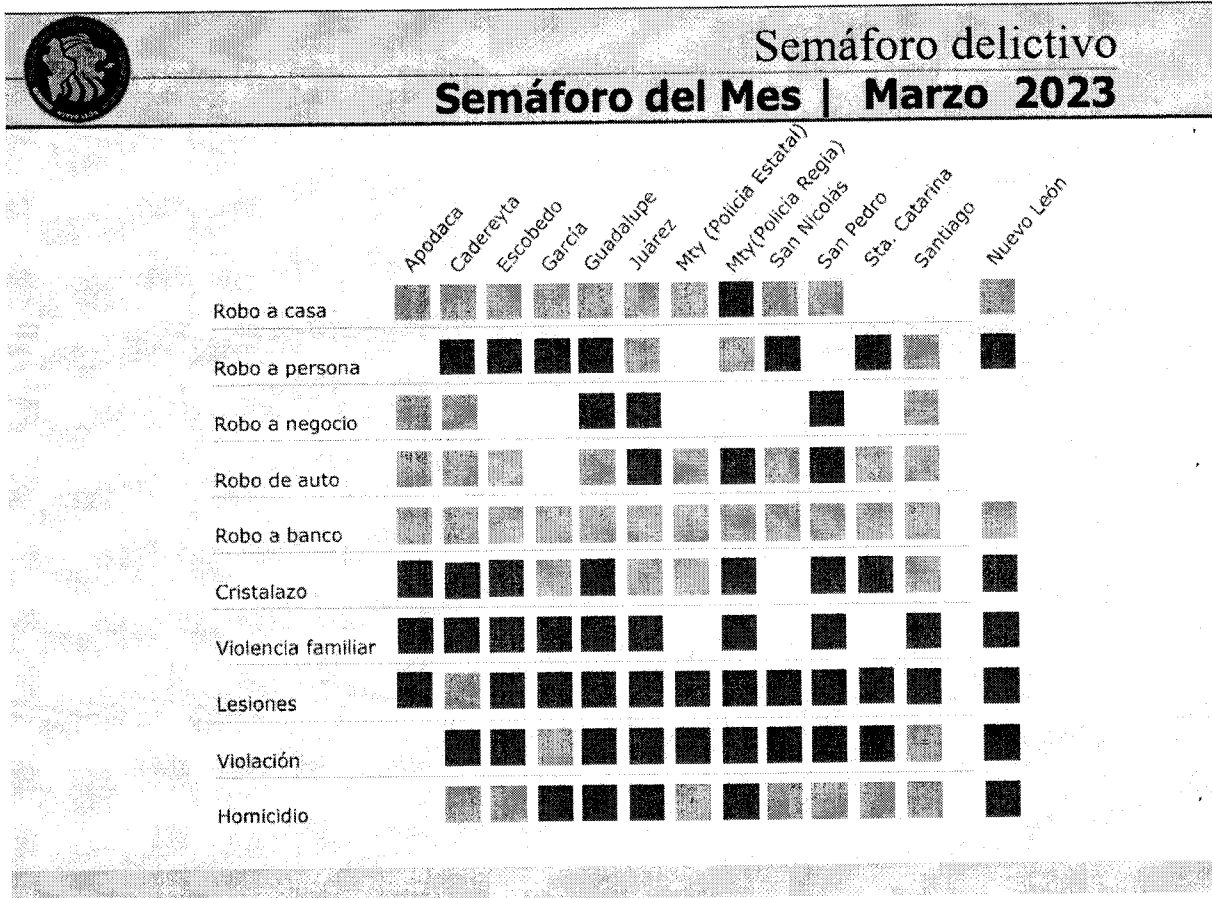 Semáforo delictivo
Semáforo del Mes | Marzo 2023
Apodaca
Cadereyta
Escobedo
García
Guadalupe
Juárez
Mty (Policia Estatal)
Mty(Policia Regia)
San Nicolás
San Pedro
Sta. Catarina
Santiago
Nuevo León
Robo a casa
Robo a persona
Robo a negocio
Robo de auto
Robo a banco
Cristalazo
Violencia familiar
Lesiones
Violación
Homicidio